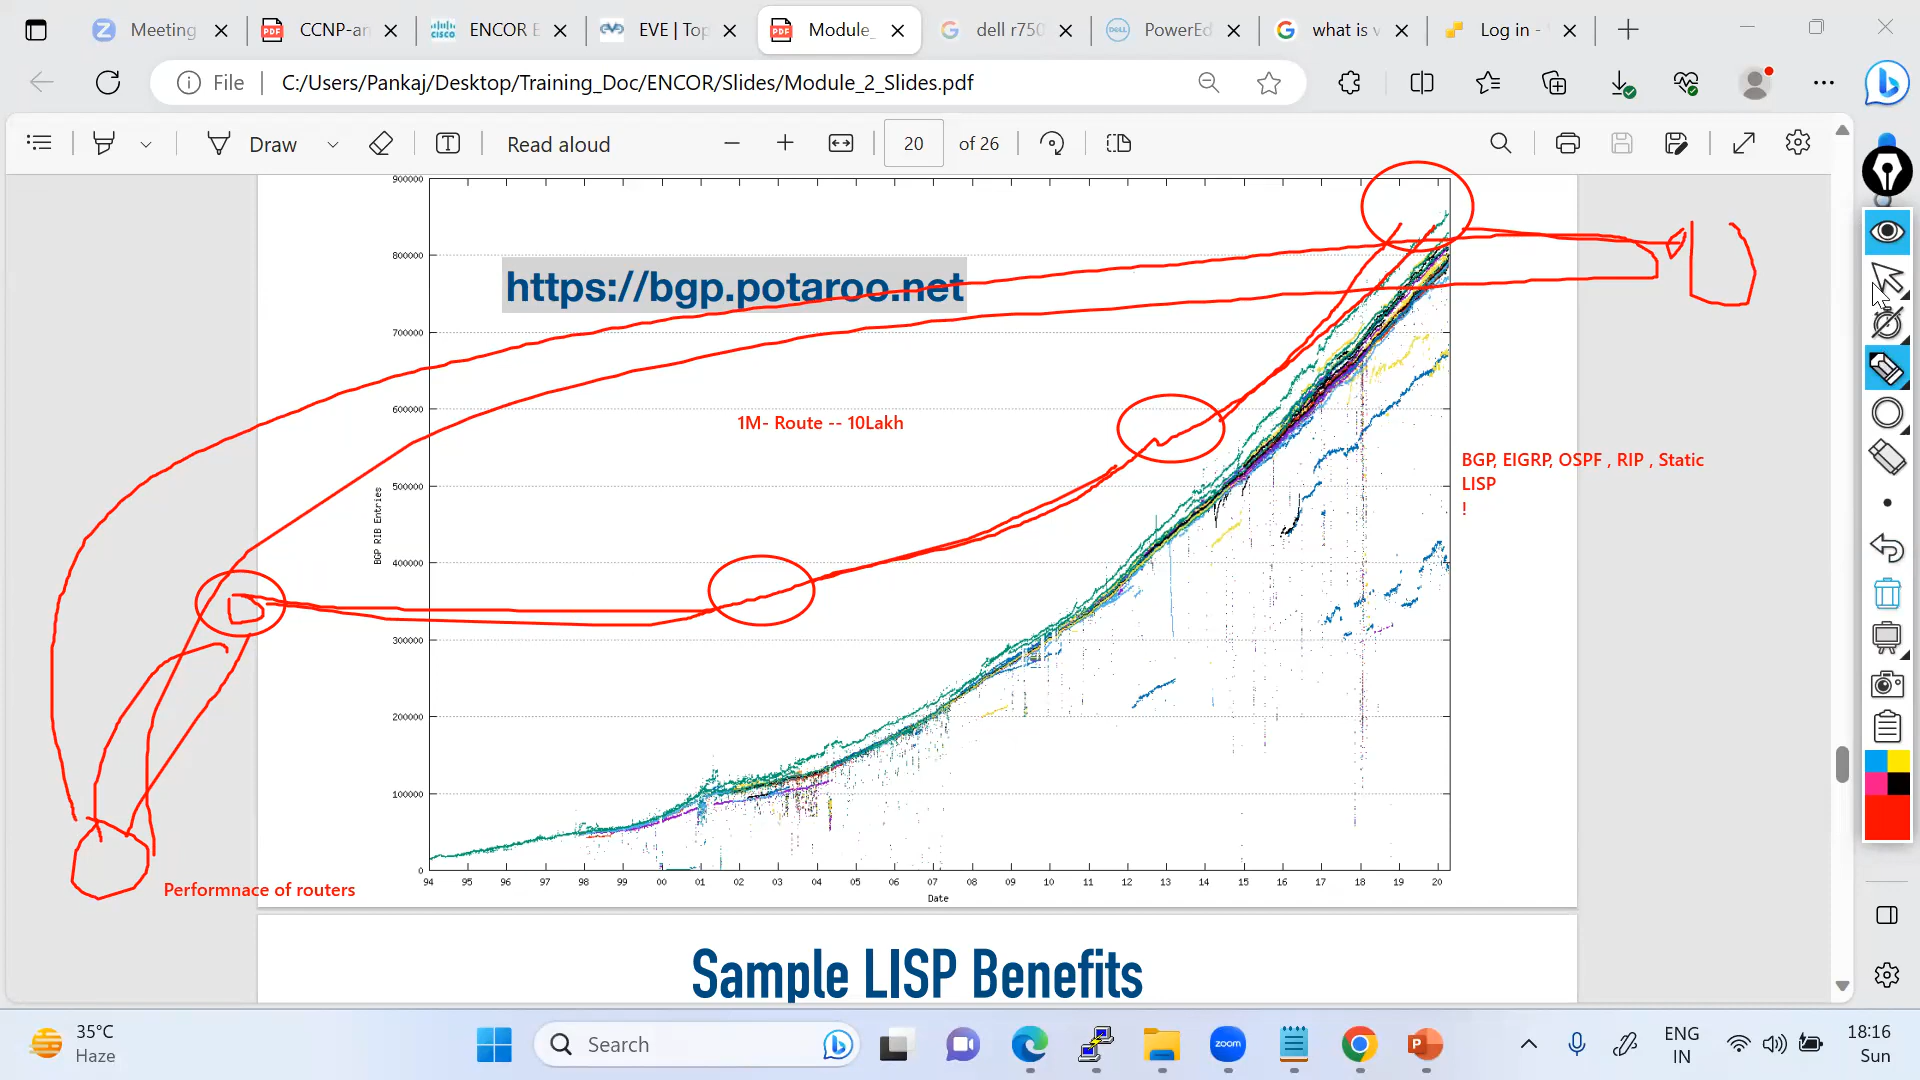 Meeting
CCNP-an
ENCOR E
EVE | Top
Module_
dell r750
PowerEd
what is v
Log in -
File
C:/Users/Pankaj/Desktop/Training_Doc/ENCOR/Slides/Module_2_Slides.pdf
Draw
Read aloud
20
of 26
900000
800000
https://bgp.potaroo.net
700000
600000
1M- Route -- 10Lakh
BGP, EIGRP, OSPF , RIP , Static
LISP
!
500000
BGP RIB Entries
400000
300000
200000
100000
0
94 95 96 97 98 99 00 01 02 03 04 05 06 07 08 09 10 11 12 13 14 15 16 17 18 19 20
Date
Performnace of routers
Sample LISP Benefits
35°C
Haze
Search
zoom
ENG
IN
18:16
Sun